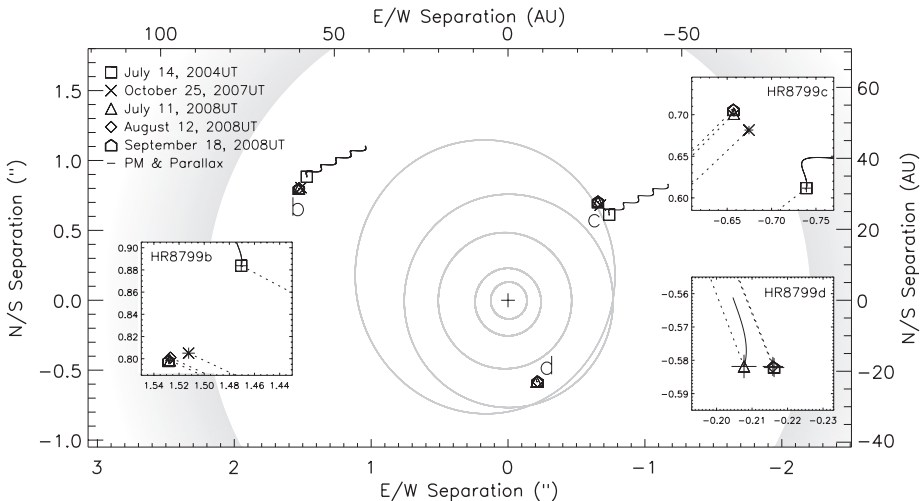 E/W Separation (AU)
100 50 0 −50
July 14, 2004UT
October 25, 2007UT
July 11, 2008UT
August 12, 2008UT
September 18, 2008UT
− PM & Parallax
N/S Separation (")
1.5
1.0
0.5
0.0
−0.5
−1.0
N/S Separation (AU)
60
40
20
0
−20
−40
b
c
d
HR8799c
0.70
0.65
0.60
−0.65 −0.70 −0.75
HR8799b
0.90
0.88
0.86
0.84
0.82
0.80
1.54 1.52 1.50 1.48 1.46 1.44
HR8799d
−0.56
−0.57
−0.58
−0.59
−0.20 −0.21 −0.22 −0.23
3 2 1 0 −1 −2
E/W Separation (")